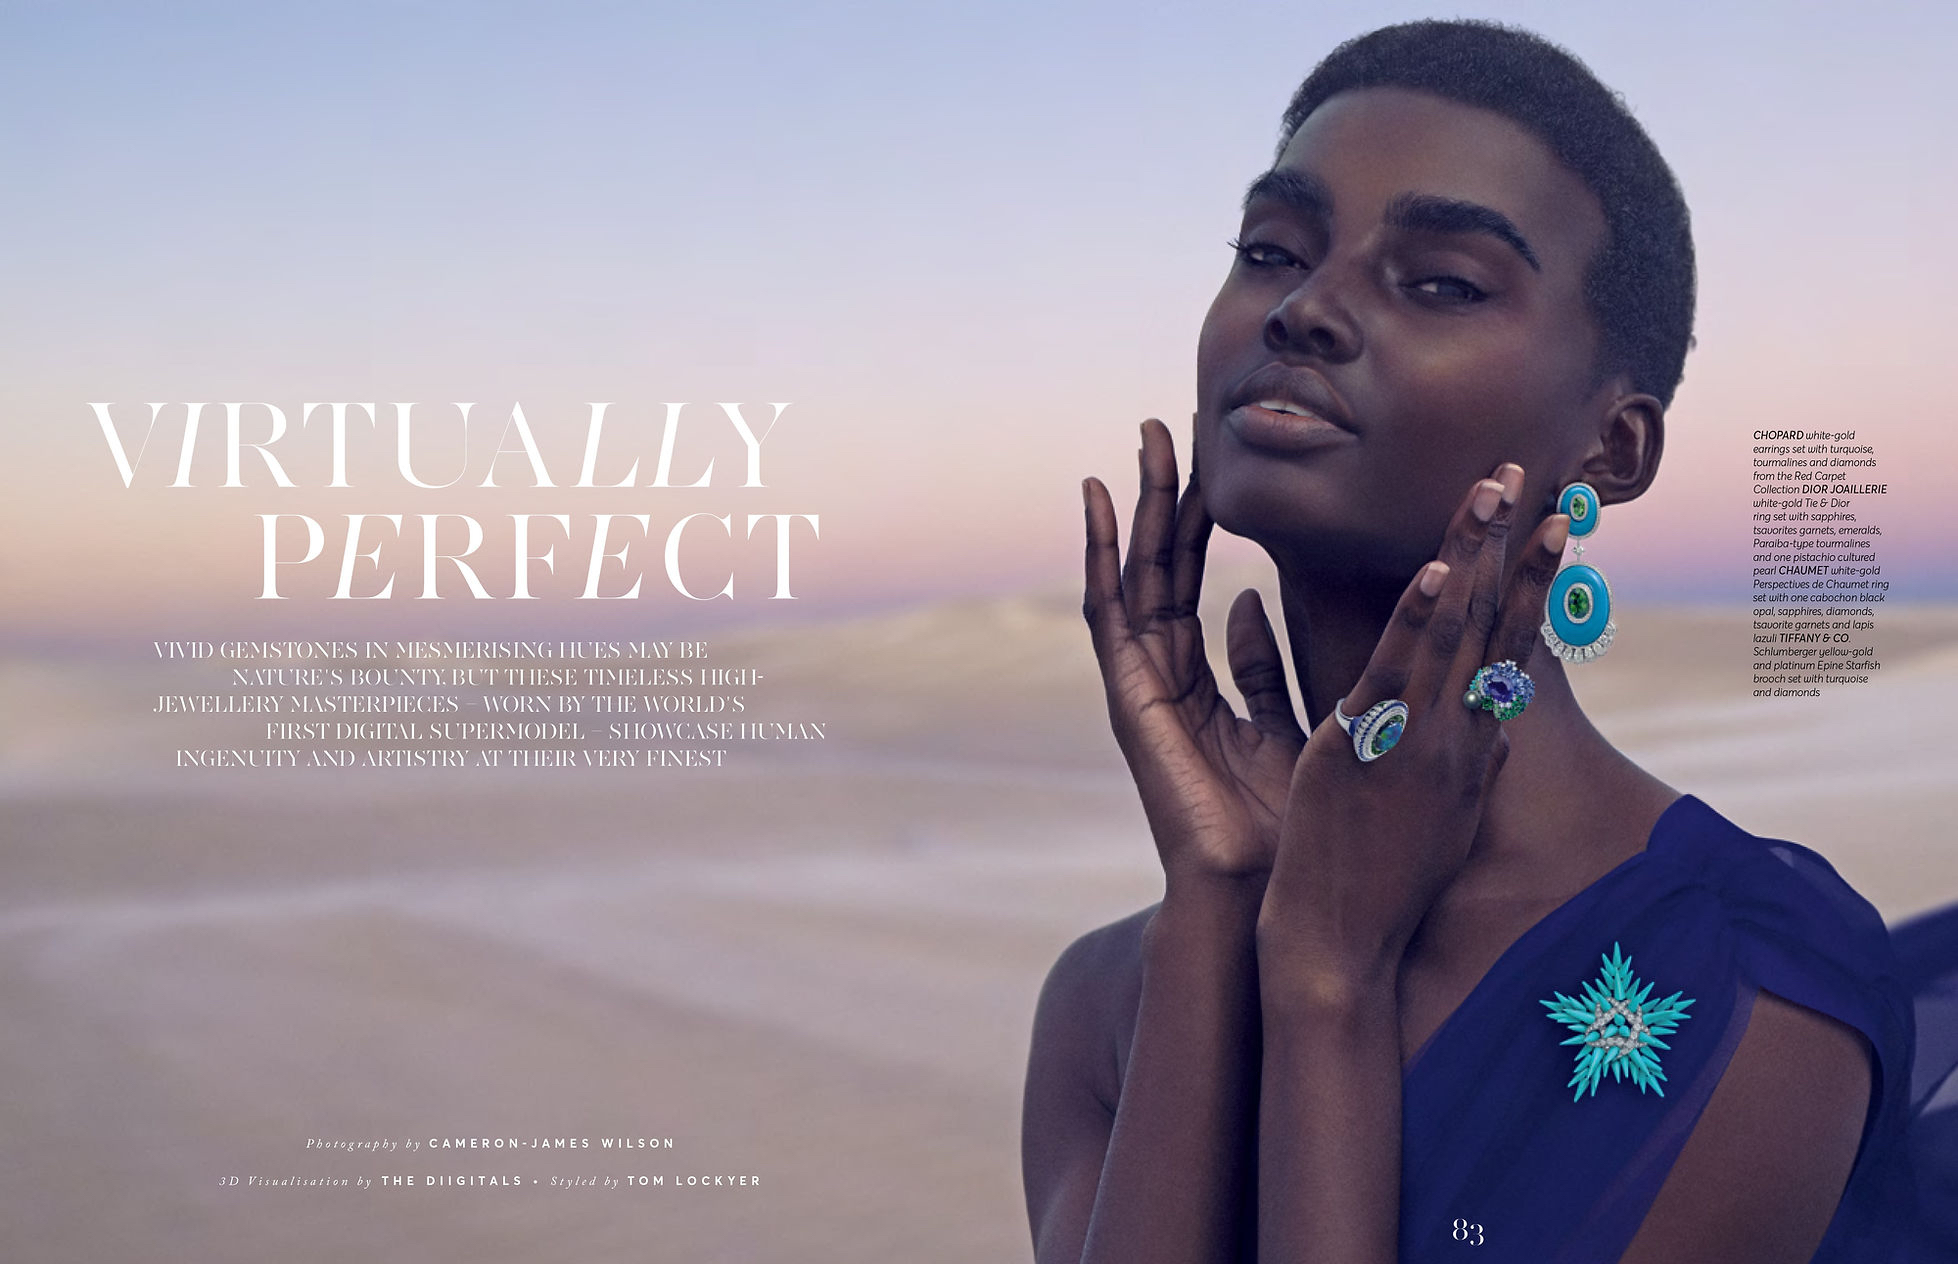 VIRTUALLY
PERFECT
VIVID GEMSTONES IN MESMERISING HUES MAY BE
NATURE'S BOUNTY, BUT THESE TIMELESS HIGH-
JEWELLERY MASTERPIECES – WORN BY THE WORLD'S
FIRST DIGITAL SUPERMODEL – SHOWCASE HUMAN
INGENUITY AND ARTISTRY AT THEIR VERY FINEST
Photography by CAMERON-JAMES WILSON
3D Visualisation by THE DIIGITALS • Styled by TOM LOCKYER
CHOPARD white-gold
earrings set with turquoise,
tourmalines and diamonds
from the Red Carpet
Collection DIOR JOAILLERIE
white-gold Tie & Dior
ring set with sapphires,
tsavorites garnets, emeralds,
Paraiba-type tourmalines
and one pistachio cultured
pearl CHAUMET white-gold
Perspectives de Chaumet ring
set with one cabochon black
opal, sapphires, diamonds,
tsavorite garnets and lapis
lazuli TIFFANY & CO.
Schlumberger yellow-gold
and platinum Epine Starfish
brooch set with turquoise
and diamonds
83